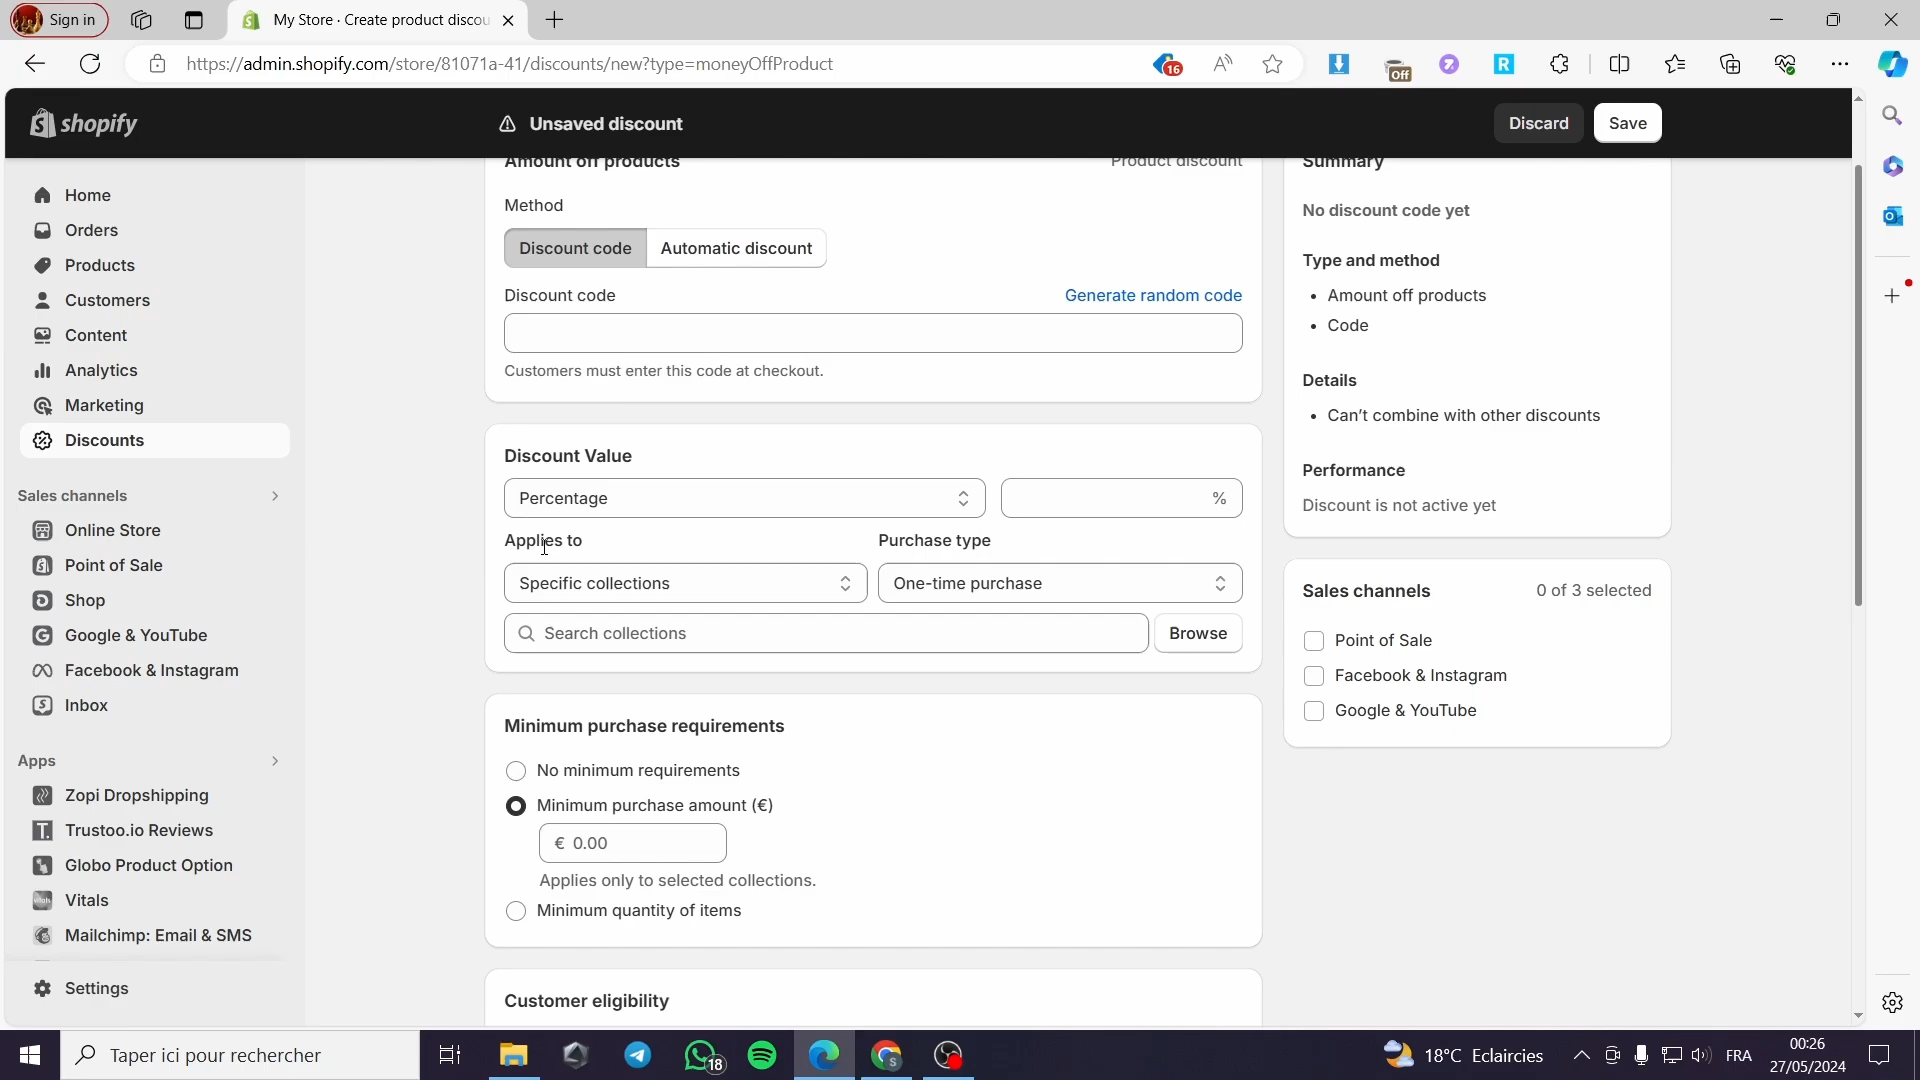 Sign in
My Store · Create product discou
https://admin.shopify.com/store/81071a-41/discounts/new?type=moneyOffProduct
16
Off
shopify
Unsaved discount
Discard
Save
Home
Orders
Products
Customers
Content
Analytics
Marketing
Discounts
Sales channels
Online Store
Point of Sale
Shop
Google & YouTube
Facebook & Instagram
Inbox
Apps
Zopi Dropshipping
Trustoo.io Reviews
Globo Product Option
Vitals
Mailchimp: Email & SMS
Settings
Amount off products
Product discount
Method
Discount code
Automatic discount
Discount code
Generate random code
Customers must enter this code at checkout.
Discount Value
Percentage
%
Applies to
Purchase type
Specific collections
One-time purchase
Search collections
Browse
Minimum purchase requirements
No minimum requirements
Minimum purchase amount (€)
€ 0.00
Applies only to selected collections.
Minimum quantity of items
Customer eligibility
Summary
No discount code yet
Type and method
• Amount off products
• Code
Details
• Can't combine with other discounts
Performance
Discount is not active yet
Sales channels
0 of 3 selected
Point of Sale
Facebook & Instagram
Google & YouTube
Taper ici pour rechercher
18
18°C Eclaircies
FRA
00:26
27/05/2024